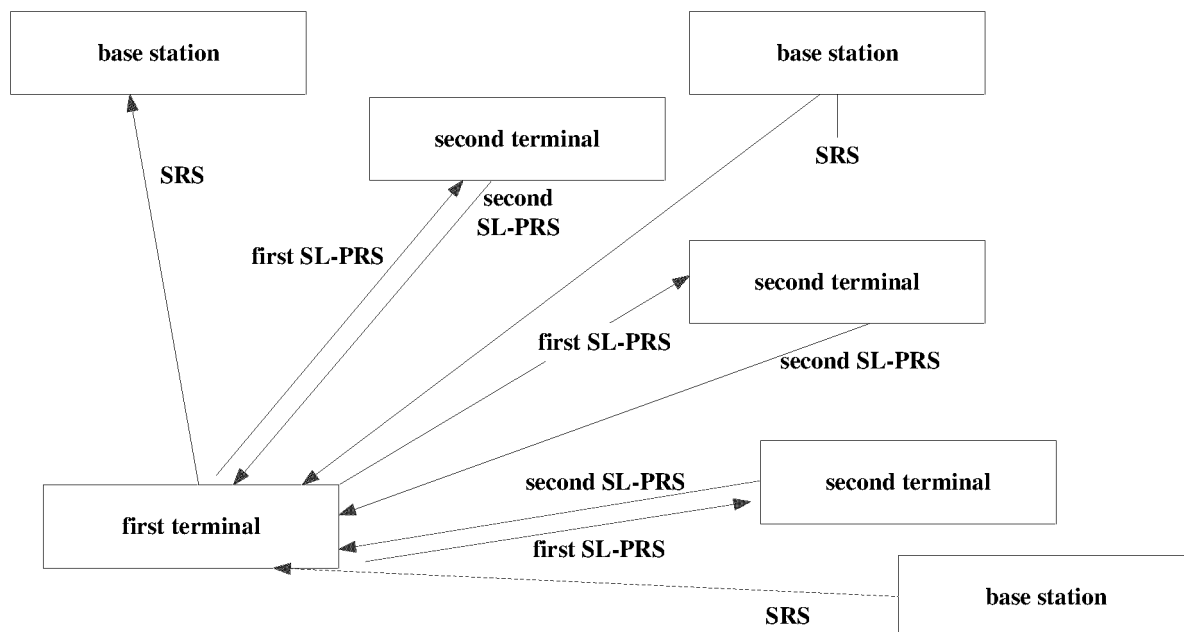 base station
base station
second terminal
SRS
SRS
second
SL-PRS
first SL-PRS
second terminal
first SL-PRS
second SL-PRS
second SL-PRS
second terminal
first terminal
first SL-PRS
base station
SRS